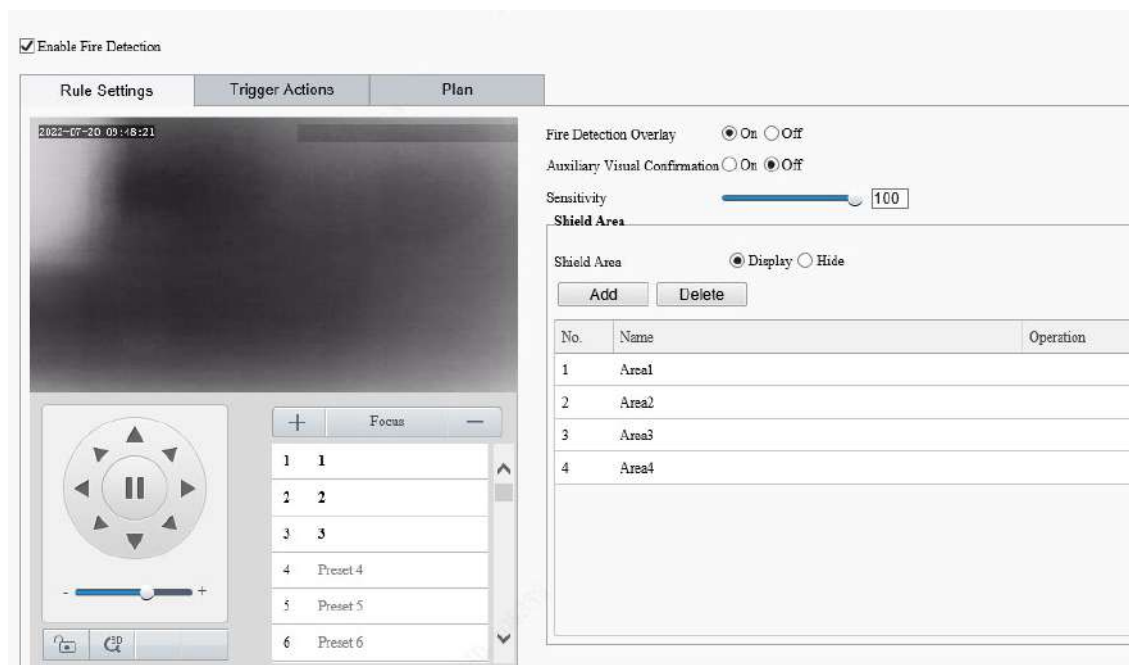 Enable Fire Detection
Rule Settings Trigger Actions Plan
2022-07-20 09:48:21
Fire Detection Overlay On Off
Auxiliary Visual Confirmation On Off
Sensitivity 100
Shield Area
Shield Area Display Hide
Add Delete
No. Name Operation
1 Area1
2 Area2
3 Area3
4 Area4
+ Focus −
1 1
2 2
3 3
4 Preset 4
5 Preset 5
6 Preset 6
- +
3D